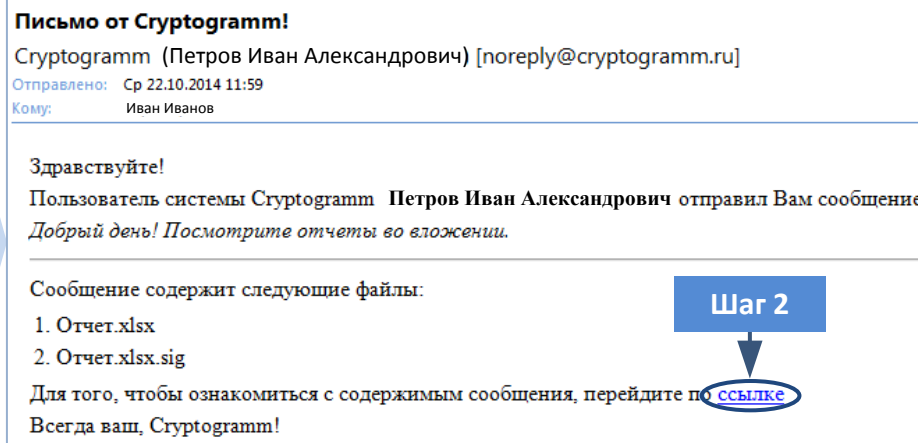 Письмо от Cryptogramm!
Cryptogramm (Петров Иван Александрович) [noreply@cryptogramm.ru]
Отправлено: Ср 22.10.2014 11:59
Кому: Иван Иванов
Здравствуйте!
Пользователь системы Cryptogramm Петров Иван Александрович отправил Вам сообщение
Добрый день! Посмотрите отчеты во вложении.
Сообщение содержит следующие файлы:
Шаг 2
1. Отчет.xlsx
2. Отчет.xlsx.sig
Для того, чтобы ознакомиться с содержимым сообщения, перейдите по ссылке
Всегда ваш, Cryptogramm!